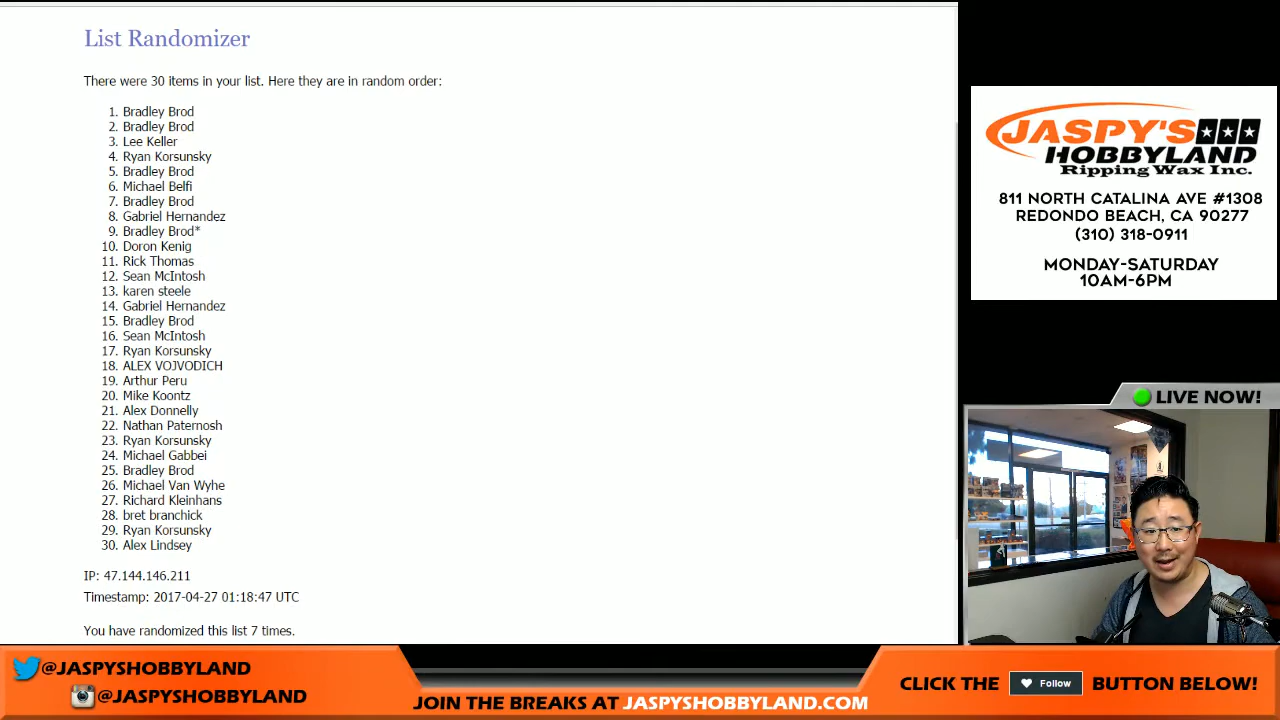 List Randomizer
There were 30 items in your list. Here they are in random order:
1. Bradley Brod
2. Bradley Brod
3. Lee Keller
4. Ryan Korsunsky
5. Bradley Brod
6. Michael Belfi
7. Bradley Brod
8. Gabriel Hernandez
9. Bradley Brod*
10. Doron Kenig
11. Rick Thomas
12. Sean McIntosh
13. karen steele
14. Gabriel Hernandez
15. Bradley Brod
16. Sean McIntosh
17. Ryan Korsunsky
18. ALEX VOJVODICH
19. Arthur Peru
20. Mike Koontz
21. Alex Donnelly
22. Nathan Paternosh
23. Ryan Korsunsky
24. Michael Gabbei
25. Bradley Brod
26. Michael Van Wyhe
27. Richard Kleinhans
28. bret branchick
29. Ryan Korsunsky
30. Alex Lindsey
IP: 47.144.146.211
Timestamp: 2017-04-27 01:18:47 UTC
You have randomized this list 7 times.
JASPY'S
HOBBYLAND
Ripping Wax Inc.
811 NORTH CATALINA AVE #1308
REDONDO BEACH, CA 90277
(310) 318-0911
MONDAY-SATURDAY
10AM-6PM
LIVE NOW!
@JASPYSHOBBYLAND
@JASPYSHOBBYLAND
JOIN THE BREAKS AT JASPYSHOBBYLAND.COM
CLICK THE Follow BUTTON BELOW!